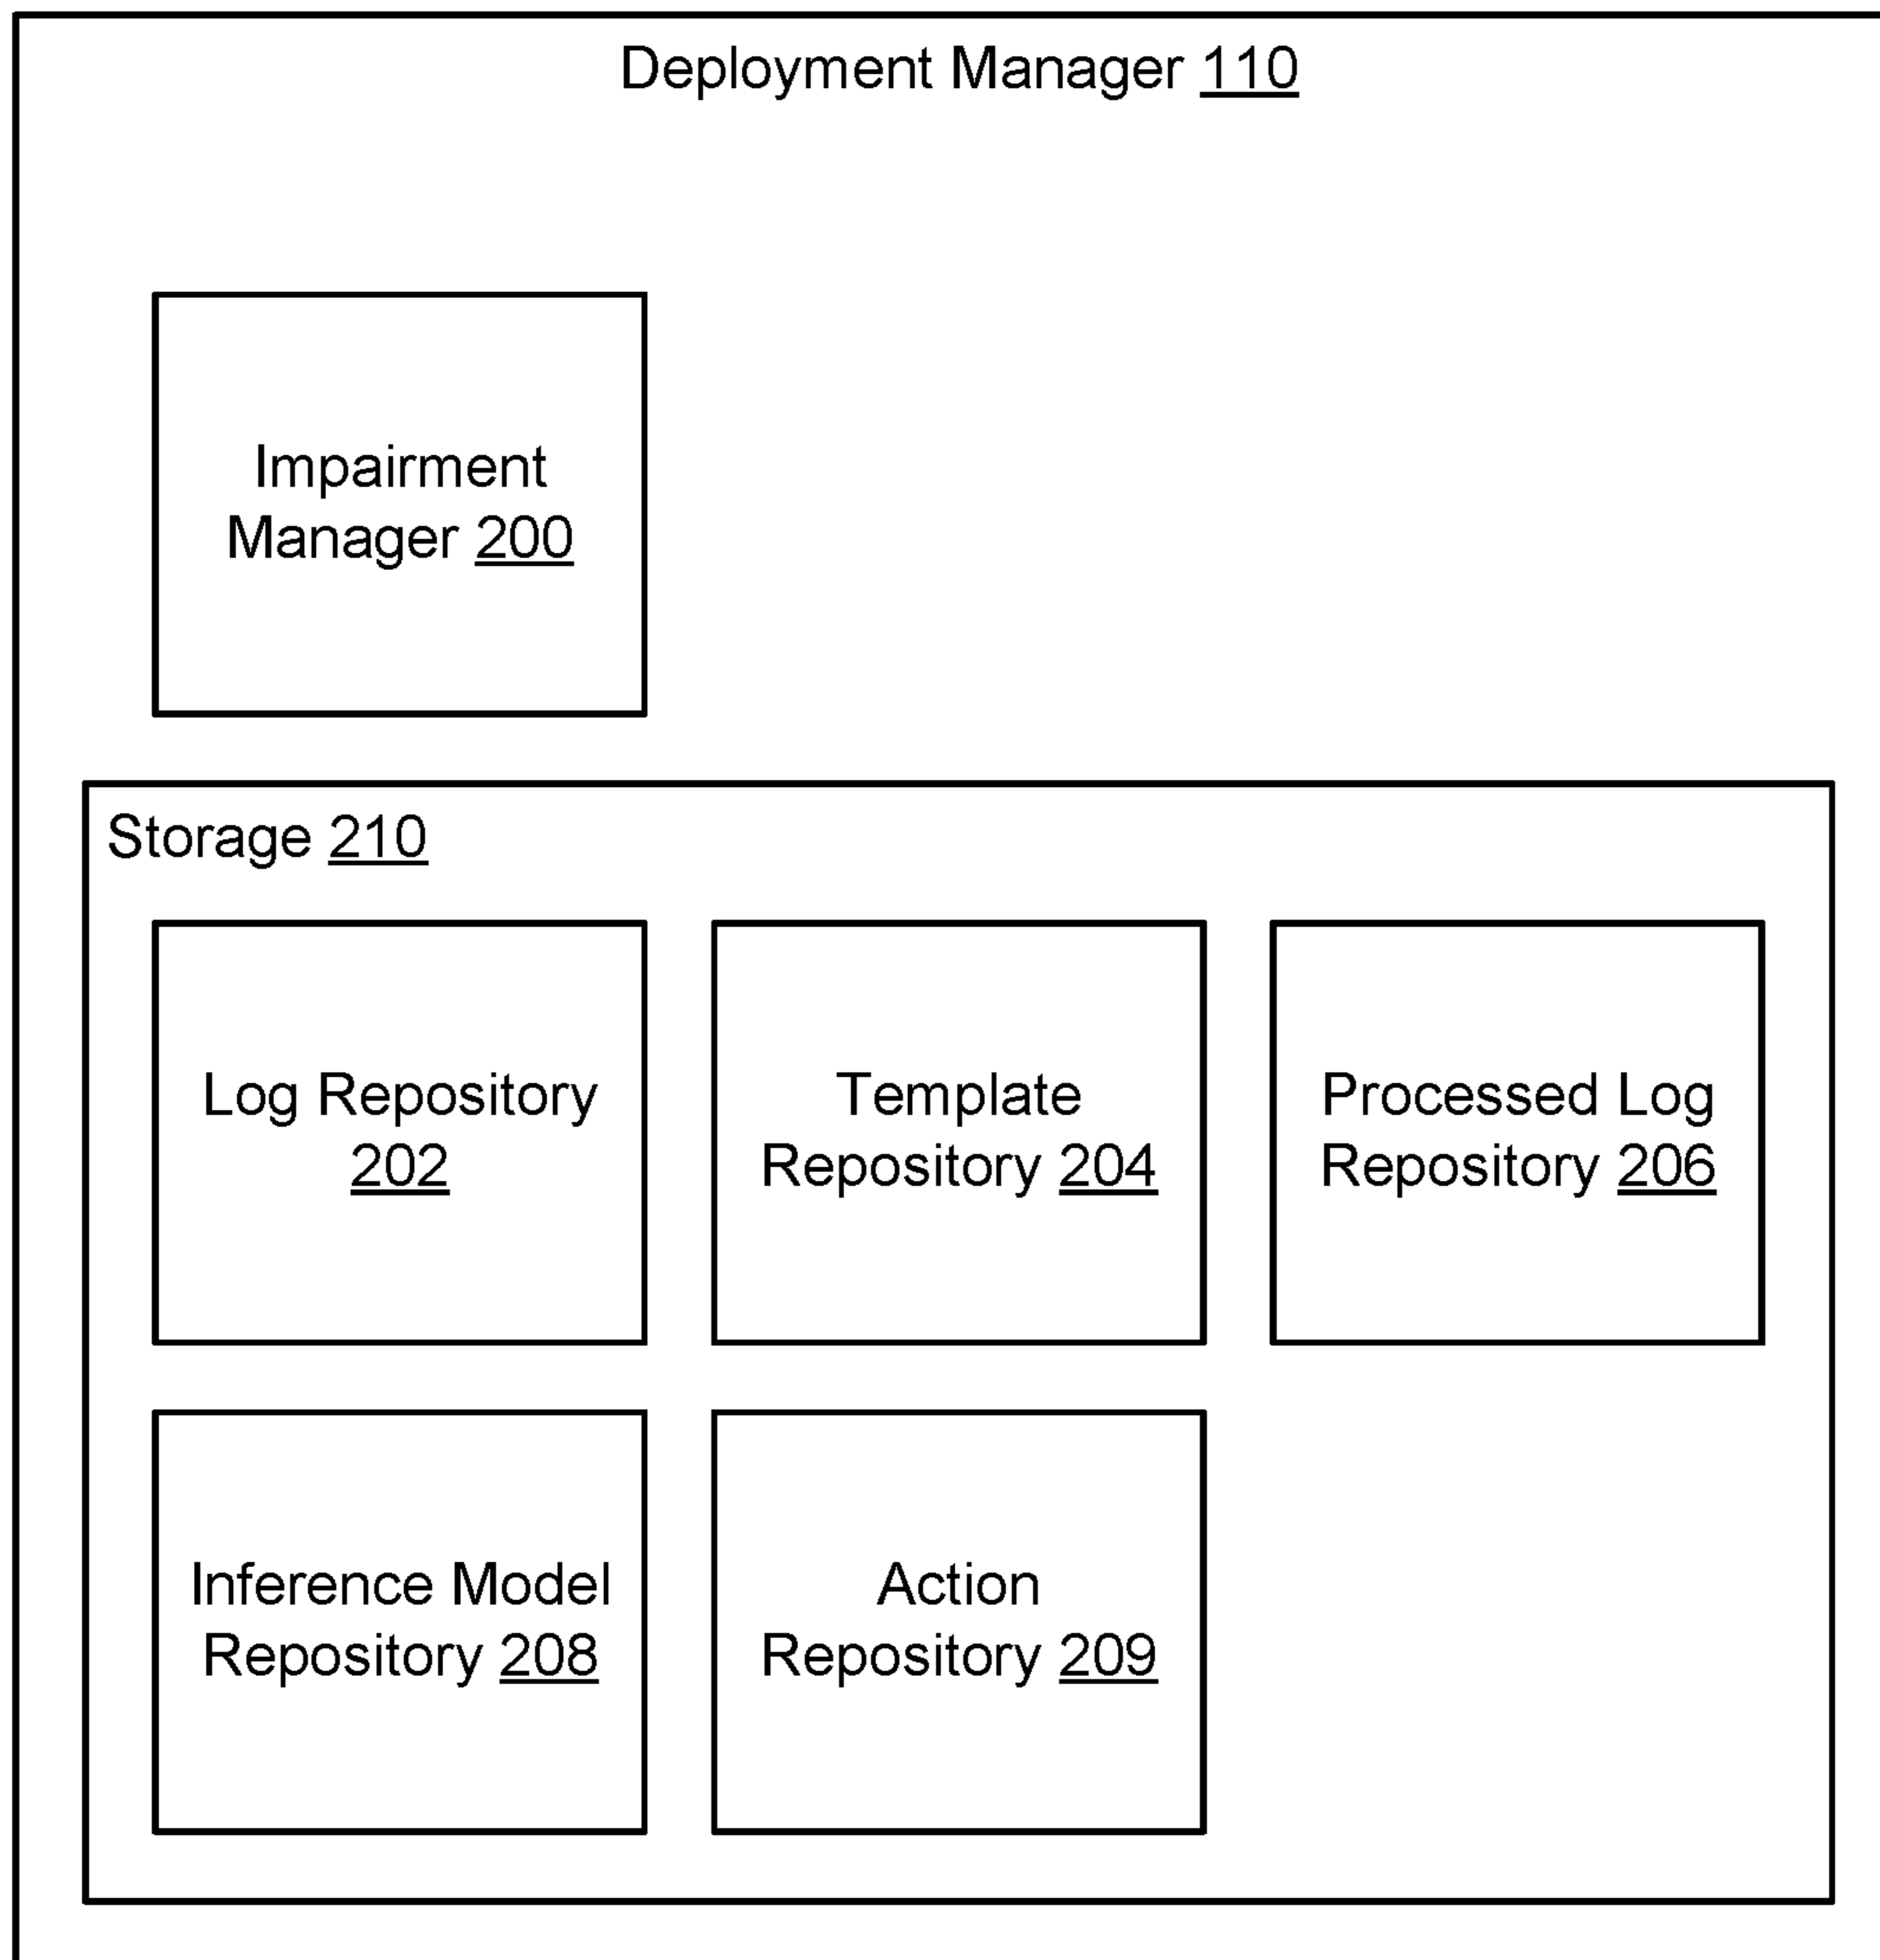 Deployment Manager 110
Impairment
Manager 200
Storage 210
Log Repository
202
Template
Repository 204
Processed Log
Repository 206
Inference Model
Repository 208
Action
Repository 209